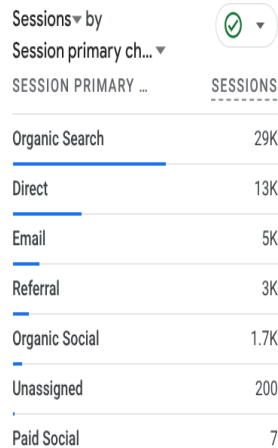 Sessions by
Session primary ch...
SESSION PRIMARY ...
SESSIONS
Organic Search
29K
Direct
13K
Email
5K
Referral
3K
Organic Social
1.7K
Unassigned
200
Paid Social
7